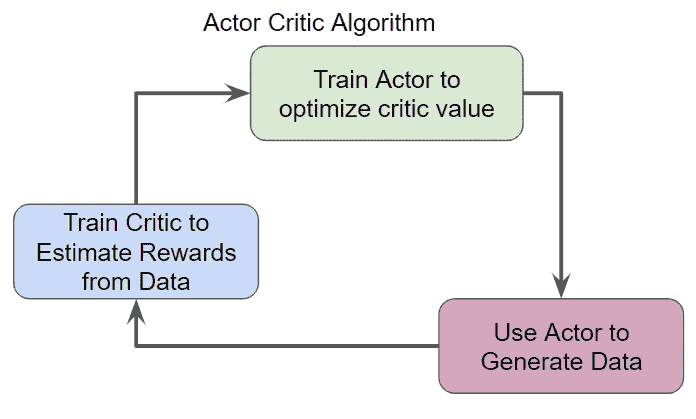 Actor Critic Algorithm
Train Actor to
optimize critic value
Train Critic to
Estimate Rewards
from Data
Use Actor to
Generate Data